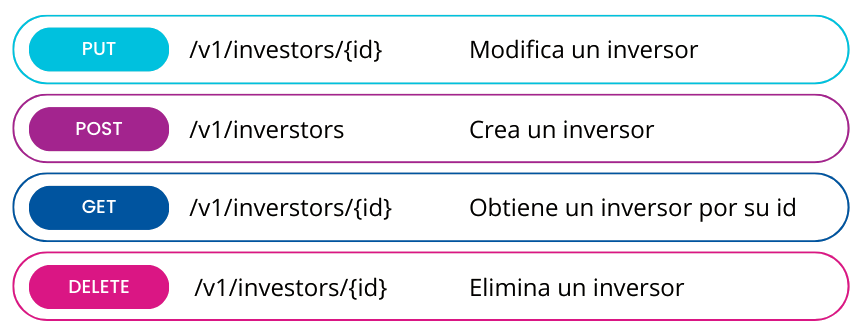 PUT /v1/investors/{id} Modifica un inversor
POST /v1/inverstors Crea un inversor
GET /v1/inverstors/{id} Obtiene un inversor por su id
DELETE /v1/investors/{id} Elimina un inversor